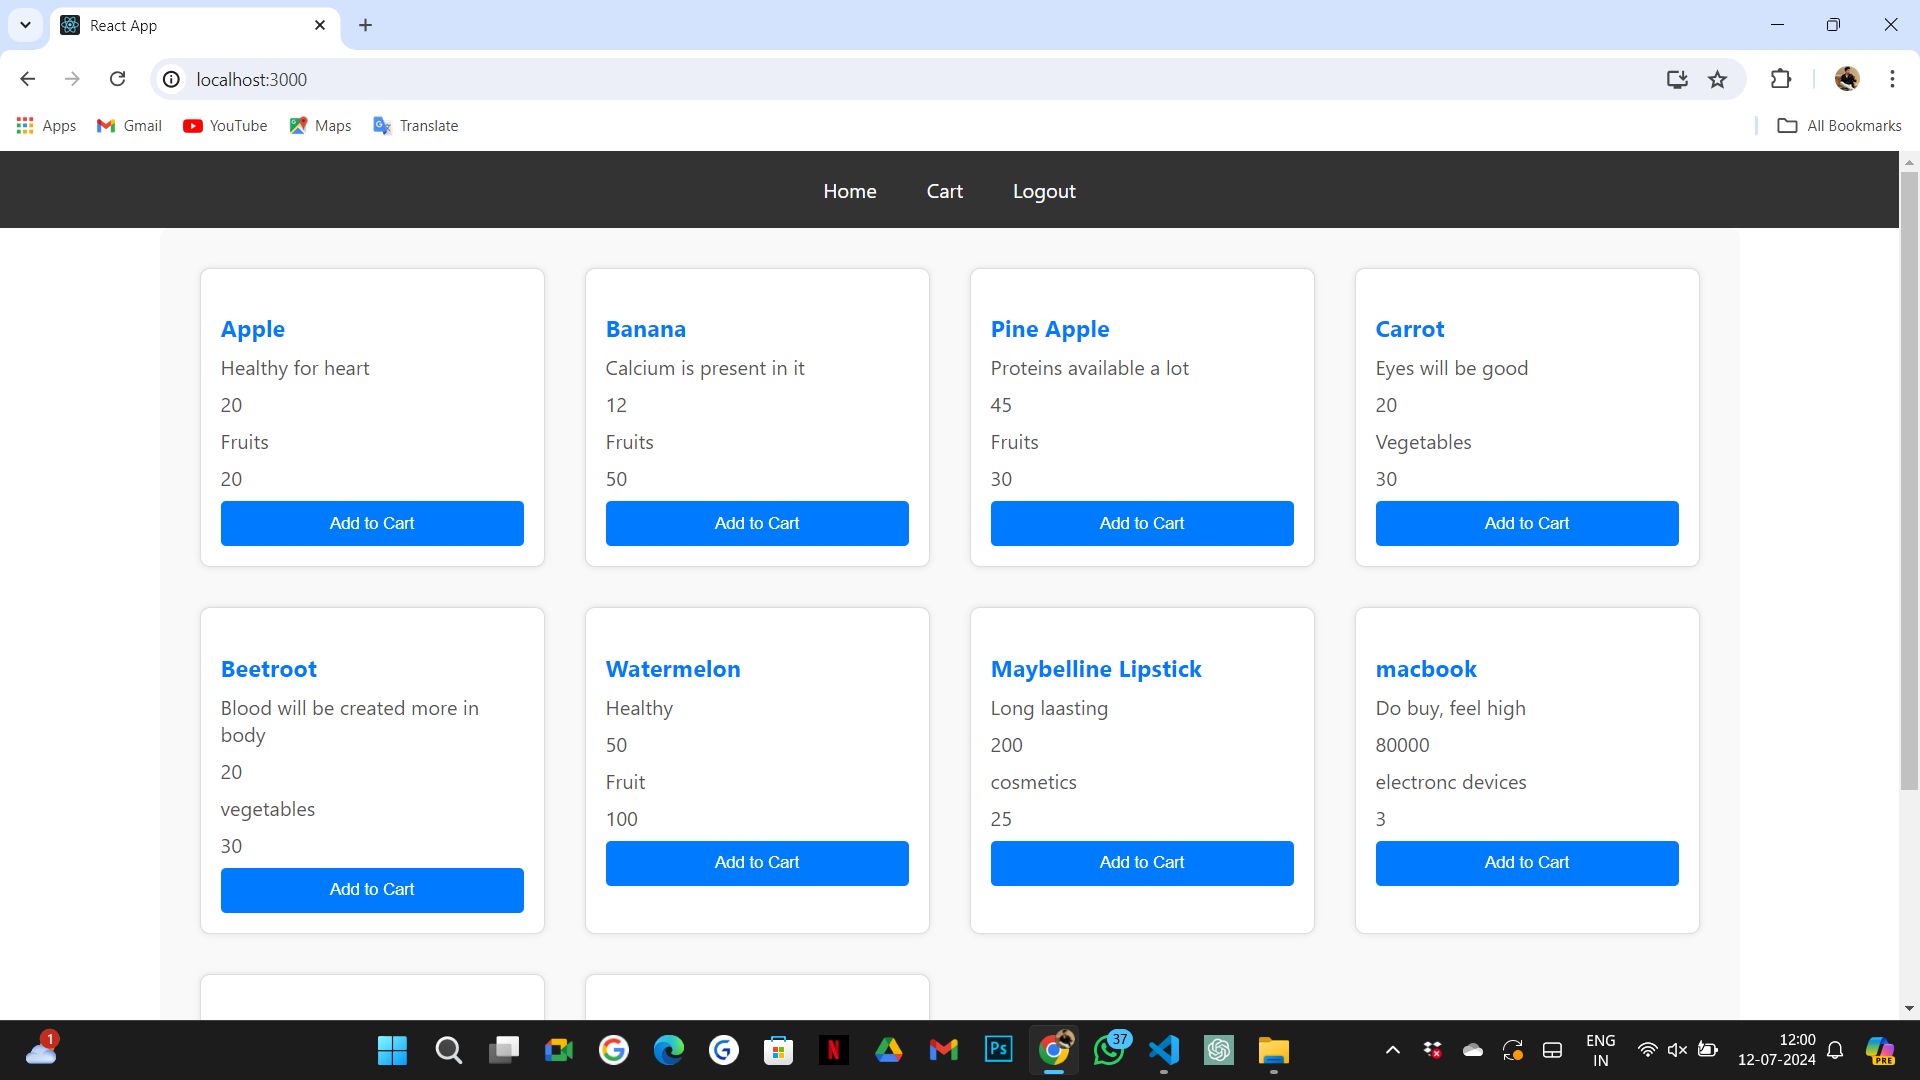 React App
localhost:3000
Apps
Gmail
YouTube
Maps
Translate
All Bookmarks
Home
Cart
Logout
Apple
Healthy for heart
20
Fruits
20
Add to Cart
Banana
Calcium is present in it
12
Fruits
50
Add to Cart
Pine Apple
Proteins available a lot
45
Fruits
30
Add to Cart
Carrot
Eyes will be good
20
Vegetables
30
Add to Cart
Beetroot
Blood will be created more in
body
20
vegetables
30
Add to Cart
Watermelon
Healthy
50
Fruit
100
Add to Cart
Maybelline Lipstick
Long laasting
200
cosmetics
25
Add to Cart
macbook
Do buy, feel high
80000
electronc devices
3
Add to Cart
1
N
Ps
37
ENG
IN
12:00
12-07-2024
PRE